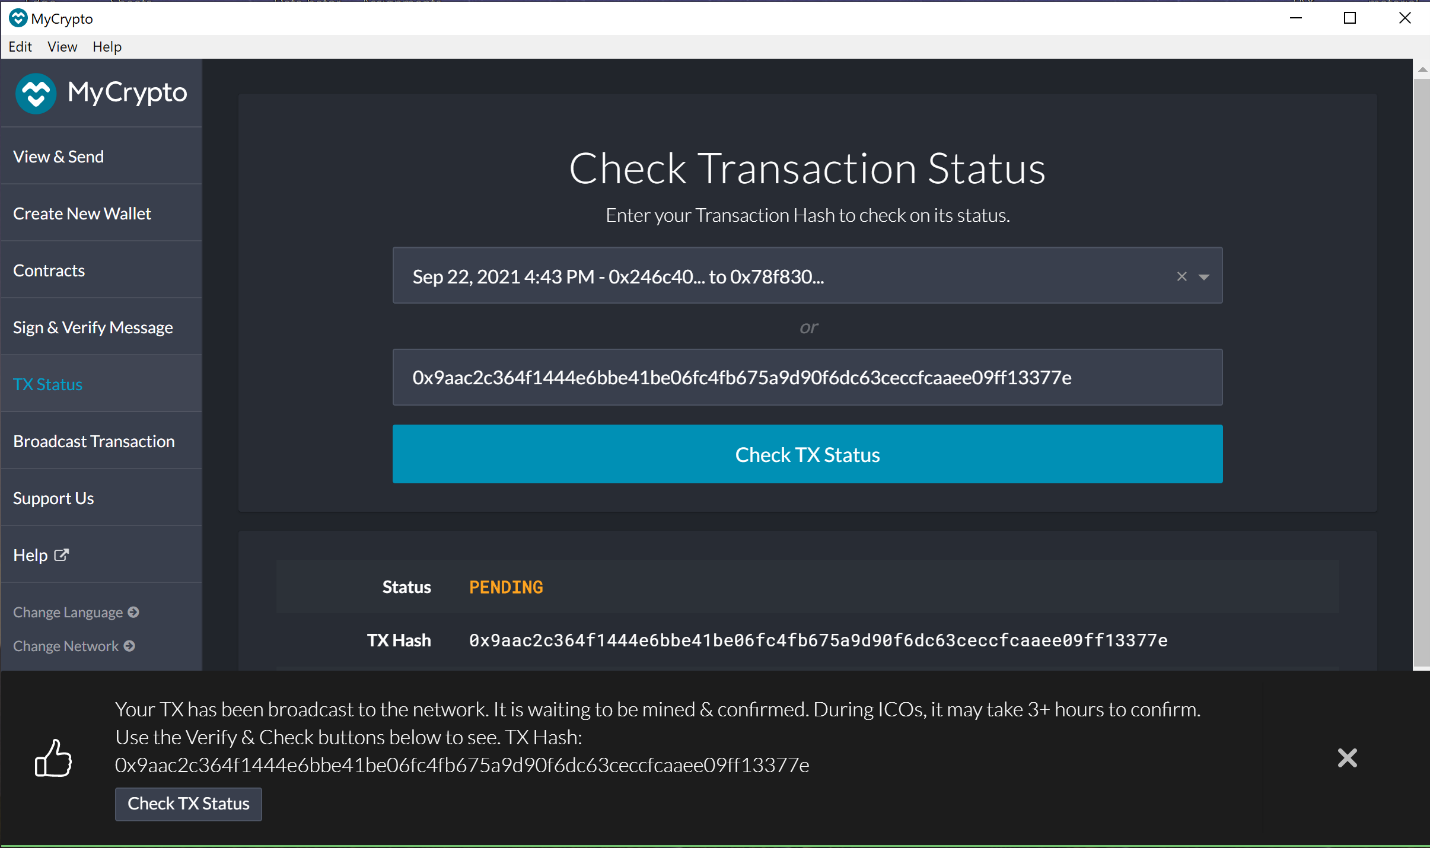 MyCrypto
Edit View Help
MyCrypto
View & Send
Create New Wallet
Contracts
Sign & Verify Message
TX Status
Broadcast Transaction
Support Us
Help
Change Language
Change Network
Check Transaction Status
Enter your Transaction Hash to check on its status.
Sep 22, 2021 4:43 PM - 0x246c40... to 0x78f830...
or
0x9aac2c364f1444e6bbe41be06fc4fb675a9d90f6dc63ceccfcaaee09ff13377e
Check TX Status
Status PENDING
TX Hash 0x9aac2c364f1444e6bbe41be06fc4fb675a9d90f6dc63ceccfcaaee09ff13377e
Your TX has been broadcast to the network. It is waiting to be mined & confirmed. During ICOs, it may take 3+ hours to confirm.
Use the Verify & Check buttons below to see. TX Hash:
0x9aac2c364f1444e6bbe41be06fc4fb675a9d90f6dc63ceccfcaaee09ff13377e
Check TX Status